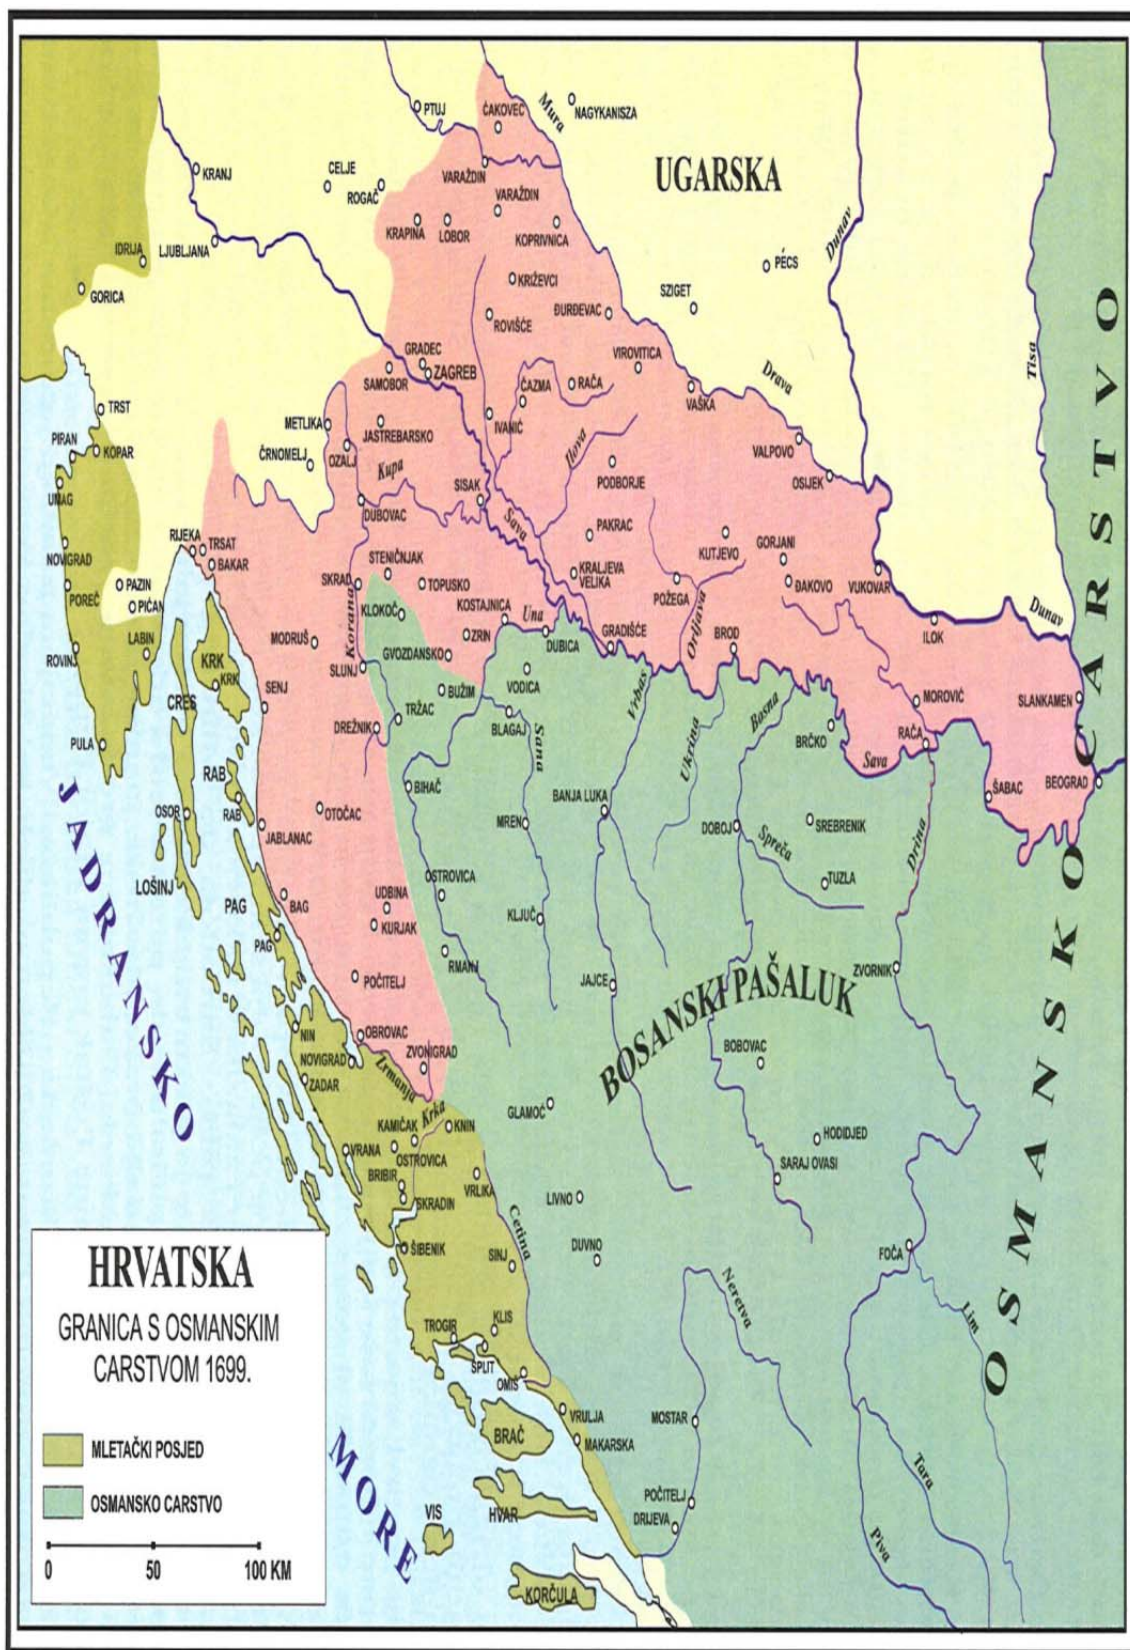 PTUJ
ČAKOVEC
Mura
NAGYKANISZA
KRANJ
CELJE
ROGAČ
VARAŽDIN
UGARSKA
VARAŽDIN
KRAPINA
LOBOR
KOPRIVNICA
IDRIJA
LJUBLJANA
Dunav
PÉCS
GORICA
KRIŽEVCI
SZIGET
ĐURĐEVAC
ROVIŠĆE
GRADEC
ZAGREB
SAMOBOR
VIROVITICA
Tisa
ČAZMA
RAČA
Drava
VAŠKA
TRST
METLIKA
JASTREBARSKO
IVANIĆ
PIRAN
KOPAR
ČRNOMELJ
OZALJ
Kupa
Ilova
VALPOVO
PODBORJE
OSIJEK
UMAG
SISAK
DUBOVAC
Sava
RIJEKA
TRSAT
BAKAR
NOVIGRAD
PAKRAC
KUTJEVO
GORJANI
STENIČNJAK
SKRAD
TOPUSKO
KRALJEVA
VELIKA
ĐAKOVO
VUKOVAR
POREČ
PAZIN
PIĆAN
POŽEGA
KLOKOČ
KOSTAJNICA
Una
Orljava
Dunav
Korana
MODRUŠ
ZRIN
DUBICA
GRADIŠĆE
BROD
ILOK
LABIN
ROVINJ
KRK
KRK
SLUNJ
GVOZDANSKO
VODICA
BUŽIM
Vrbas
CRES
SENJ
MOROVIĆ
SLANKAMEN
TRŽAC
DREŽNIK
BLAGAJ
Sana
Ukrina
Bosna
BRČKO
RAČA
PULA
Sava
RAB
RAB
BIHAĆ
BANJA LUKA
ŠABAC
BEOGRAD
OSOR
OTOČAC
JABLANAC
MREN
DOBOJ
SREBRENIK
Spreča
Drina
LOŠINJ
OSTROVICA
TUZLA
BAG
UDBINA
KURJAK
KLJUČ
PAG
PAG
RMANJ
POČITELJ
JAJCE
ZVORNIK
BOSANSKI PAŠALUK
OSMANSKO CARSTVO
NIN
OBROVAC
NOVIGRAD
ZVONIGRAD
BOBOVAC
ZADAR
Zrmanja
Krka
GLAMOČ
KAMIČAK
KNIN
HODIDJED
VRANA
OSTROVICA
BRIBIR
VRLIKA
SARAJ OVASI
SKRADIN
LIVNO
Cetina
ŠIBENIK
SINJ
DUVNO
FOČA
Neretva
Lim
TROGIR
KLIS
SPLIT
OMIŠ
VRULJA
MOSTAR
BRAČ
MAKARSKA
Tara
POČITELJ
VIS
HVAR
DRIJEVA
Piva
KORČULA
JADRANSKO
MORE
HRVATSKA
GRANICA S OSMANSKIM
CARSTVOM 1699.
MLETAČKI POSJED
OSMANSKO CARSTVO
0 50 100 KM